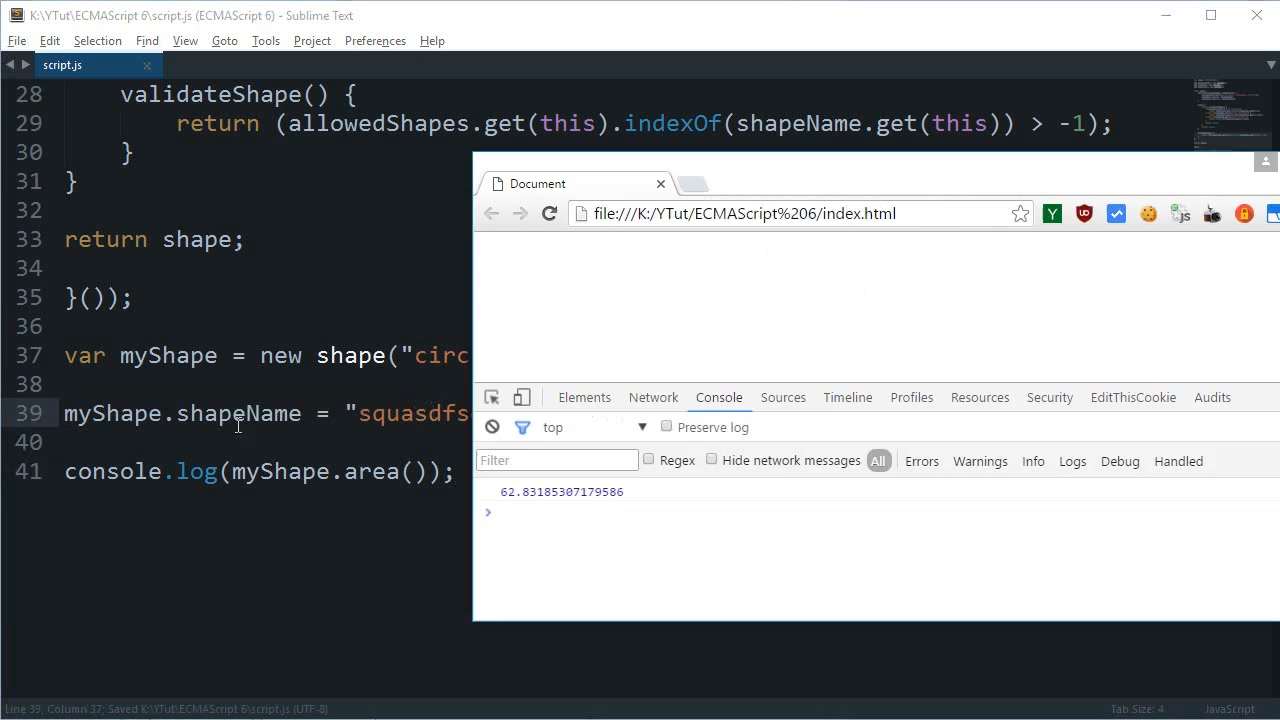 K:\YTut\ECMAScript 6\script.js (ECMAScript 6) - Sublime Text
File Edit Selection Find View Goto Tools Project Preferences Help
script.js
28 validateShape() {
29 return (allowedShapes.get(this).indexOf(shapeName.get(this)) > -1);
30 }
31 }
32
33 return shape;
34
35 }());
36
37 var myShape = new shape("circ
38
39 myShape.shapeName = "squasdfs
40
41 console.log(myShape.area());
Document
file:///K:/YTut/ECMAScript%206/index.html
Elements Console Sources Network Timeline Profiles Resources Security EditThisCookie Audits
top Preserve log
Filter Regex Hide network messages All Errors Warnings Info Logs Debug Handled
62.83185307179586
Line 39, Column 37; Saved K:\YTut\ECMAScript 6\script.js (UTF-8) Tab Size: 4 JavaScript